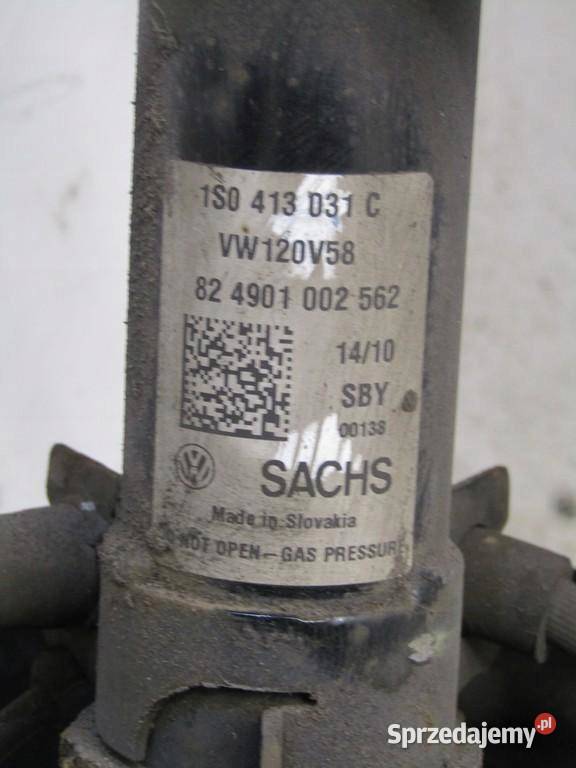 1S0 413 031 C
VW120V58
82 4901 002 562
14/10
SBY
00138
SACHS
Made in Slovakia
NOT OPEN - GAS PRESSURE
Sprzedajemy.pl